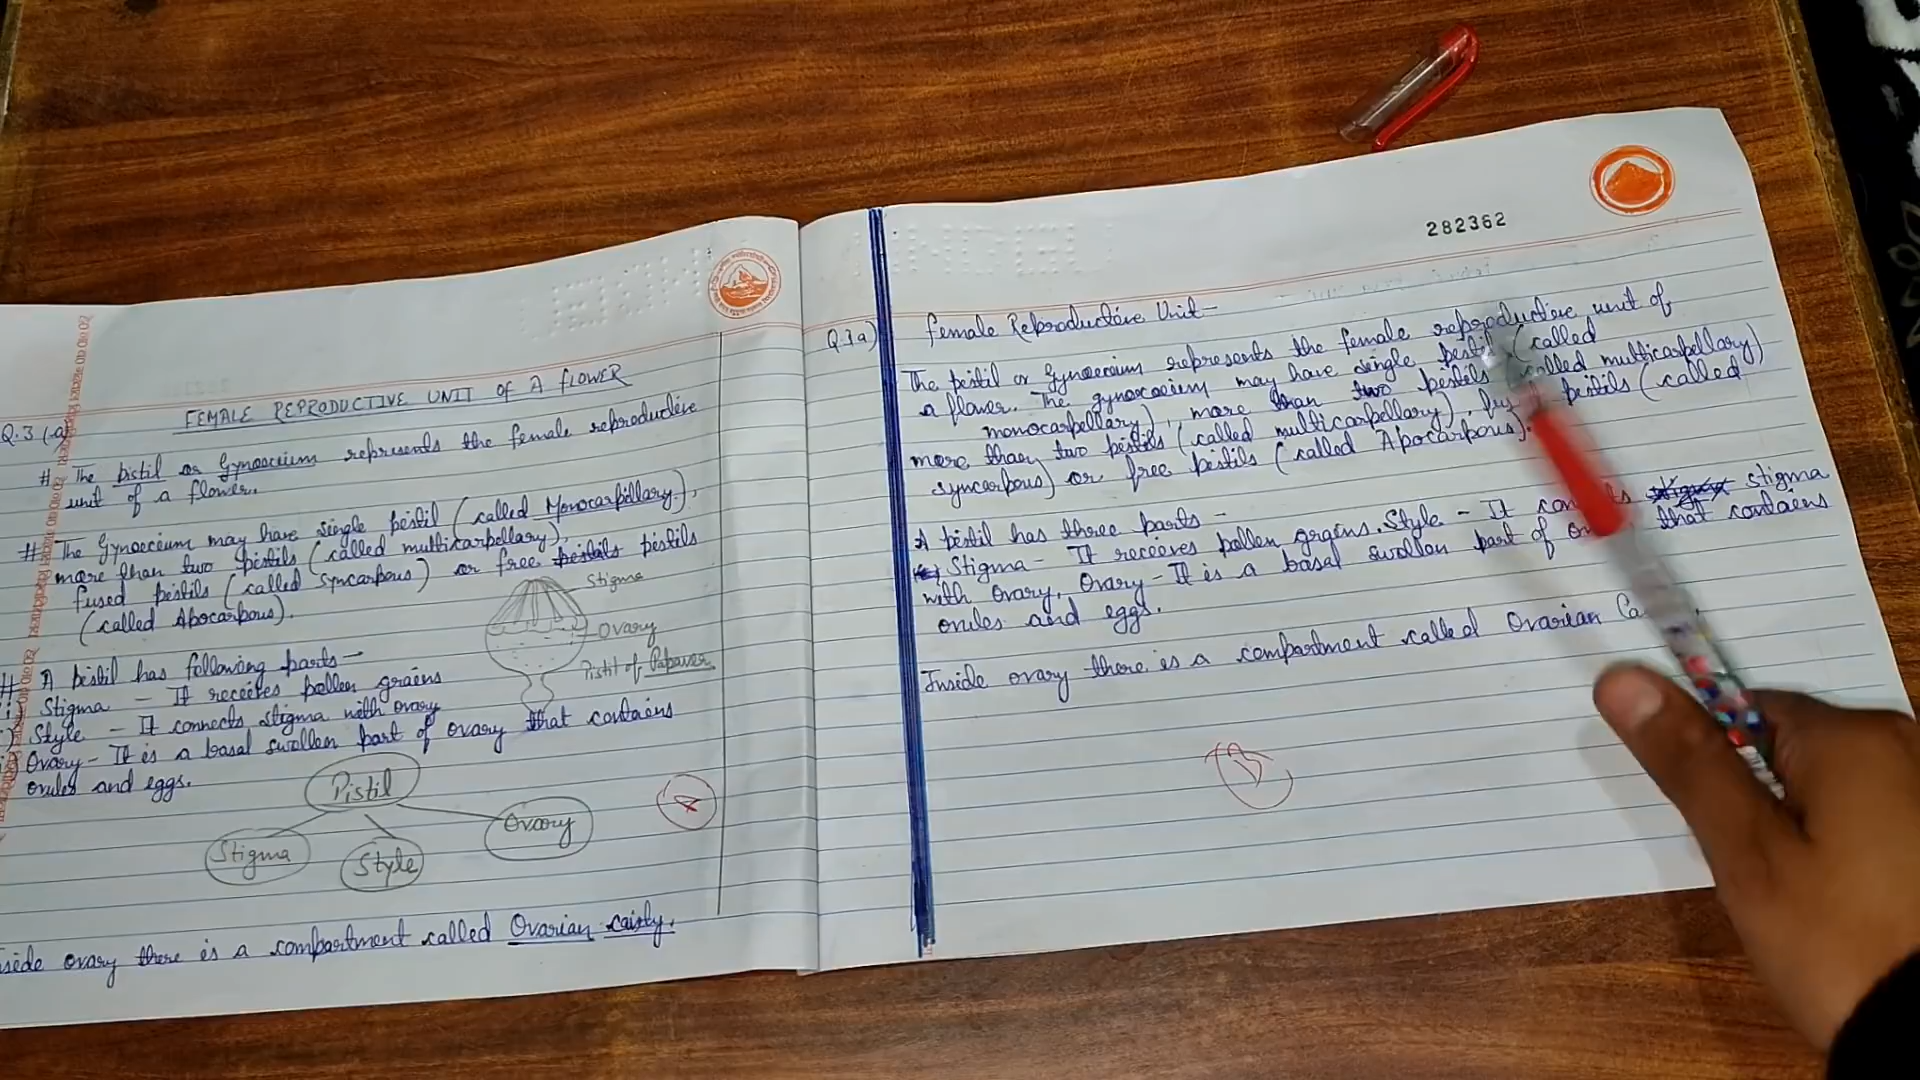 Q.3 (a)
FEMALE REPRODUCTIVE UNIT OF A FLOWER
# The pistil or Gynoecium represents the female reproductive
unit of a flower.
# The Gynoecium may have single pistil (called Monocarpellary),
more than two pistils (called multicarpellary),
fused pistils (called Syncarpous) or free pistils pistils
(called Apocarpous).
Stigma
Ovary
Pistil of Papaver
# A pistil has following parts -
Stigma - It receives pollen grains
Style - It connects stigma with ovary
Ovary - It is a basal swollen part of ovary that contains
ovules and eggs.
Pistil
Stigma
Style
Ovary
4
ovary there is a compartment called Ovarian cavity.
282362
Q.3 a)
Female Reproductive Unit -
The pistil or Gynoecium represents the female reproductive unit of
a flower. The gynoecium may have single pistil (called
monocarpellary), more than two pistils called multicarpellary)
more than two pistils (called multicarpellary), pistils (called
syncarpous) or free pistils (called Apocarpous).
A pistil has three parts -
Stigma - It receives pollen grains. Style - It stigma
with ovary, Ovary - It is a basal swollen part of that contains
ovules and eggs.
Inside ovary there is a compartment called Ovarian